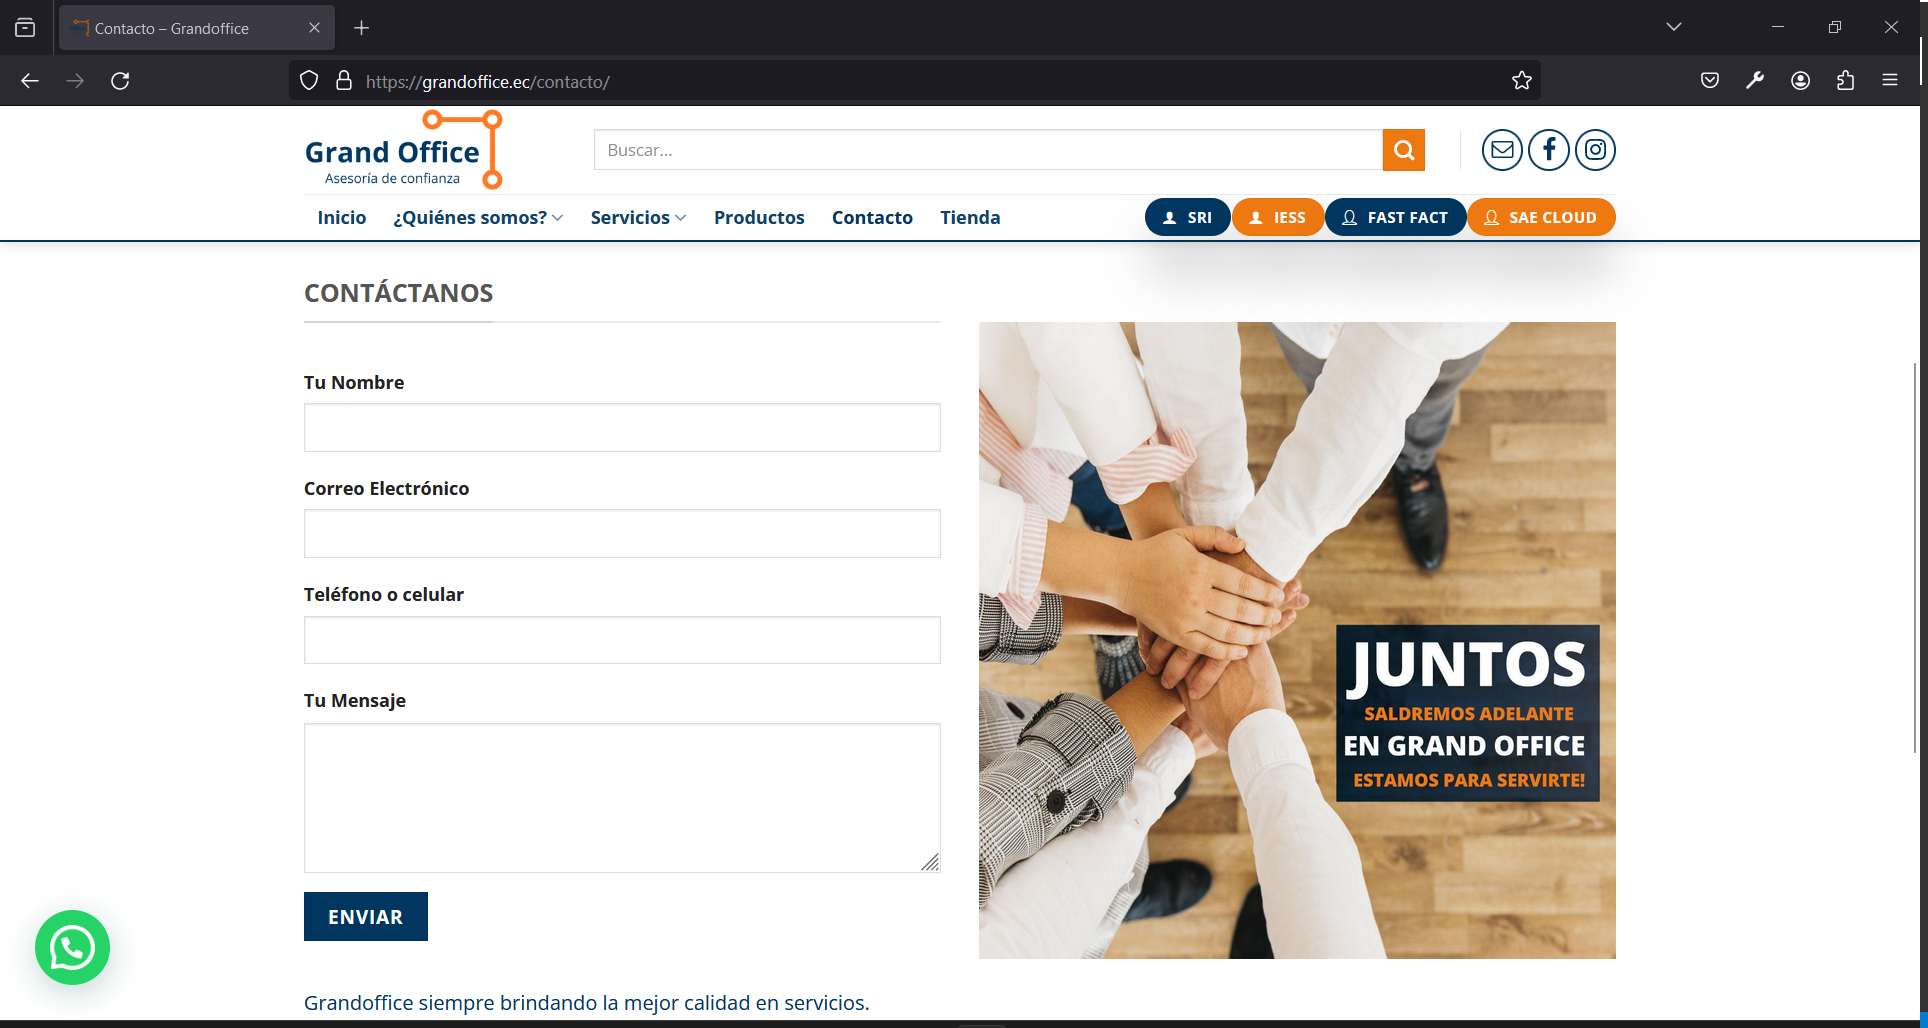 Contacto – Grandoffice
https://grandoffice.ec/contacto/
Grand Office
Asesoría de confianza
Buscar...
Inicio
¿Quiénes somos?
Servicios
Productos
Contacto
Tienda
SRI
IESS
FAST FACT
SAE CLOUD
CONTÁCTANOS
Tu Nombre
Correo Electrónico
Teléfono o celular
Tu Mensaje
ENVIAR
JUNTOS
SALDREMOS ADELANTE
EN GRAND OFFICE
ESTAMOS PARA SERVIRTE!
Grandoffice siempre brindando la mejor calidad en servicios.